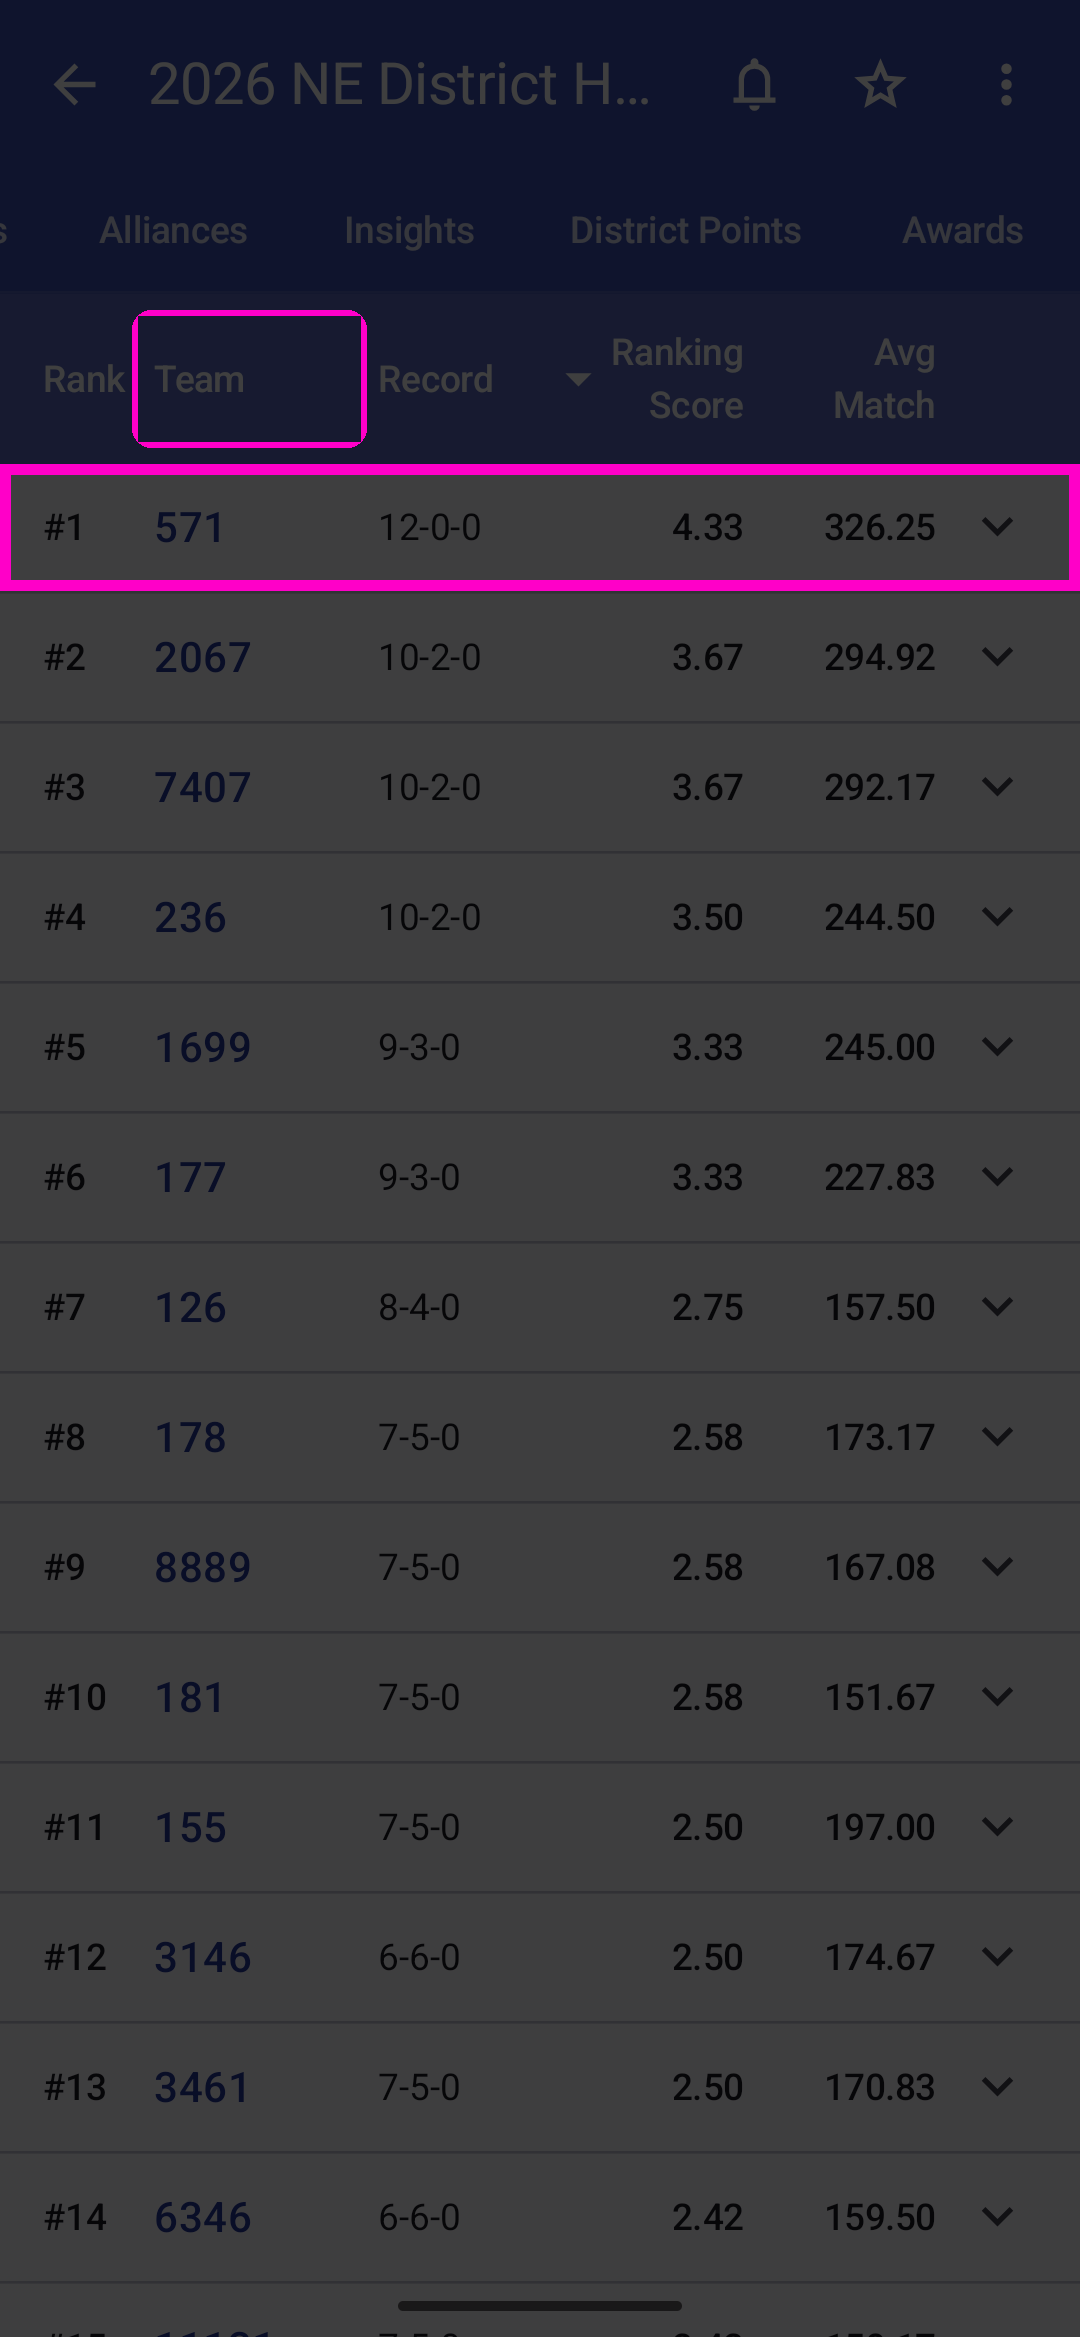 2026 NE District H...
s Alliances Insights District Points Awards
Rank Team Record Ranking Score Avg Match
#1 571 12-0-0 4.33 326.25
#2 2067 10-2-0 3.67 294.92
#3 7407 10-2-0 3.67 292.17
#4 236 10-2-0 3.50 244.50
#5 1699 9-3-0 3.33 245.00
#6 177 9-3-0 3.33 227.83
#7 126 8-4-0 2.75 157.50
#8 178 7-5-0 2.58 173.17
#9 8889 7-5-0 2.58 167.08
#10 181 7-5-0 2.58 151.67
#11 155 7-5-0 2.50 197.00
#12 3146 6-6-0 2.50 174.67
#13 3461 7-5-0 2.50 170.83
#14 6346 6-6-0 2.42 159.50